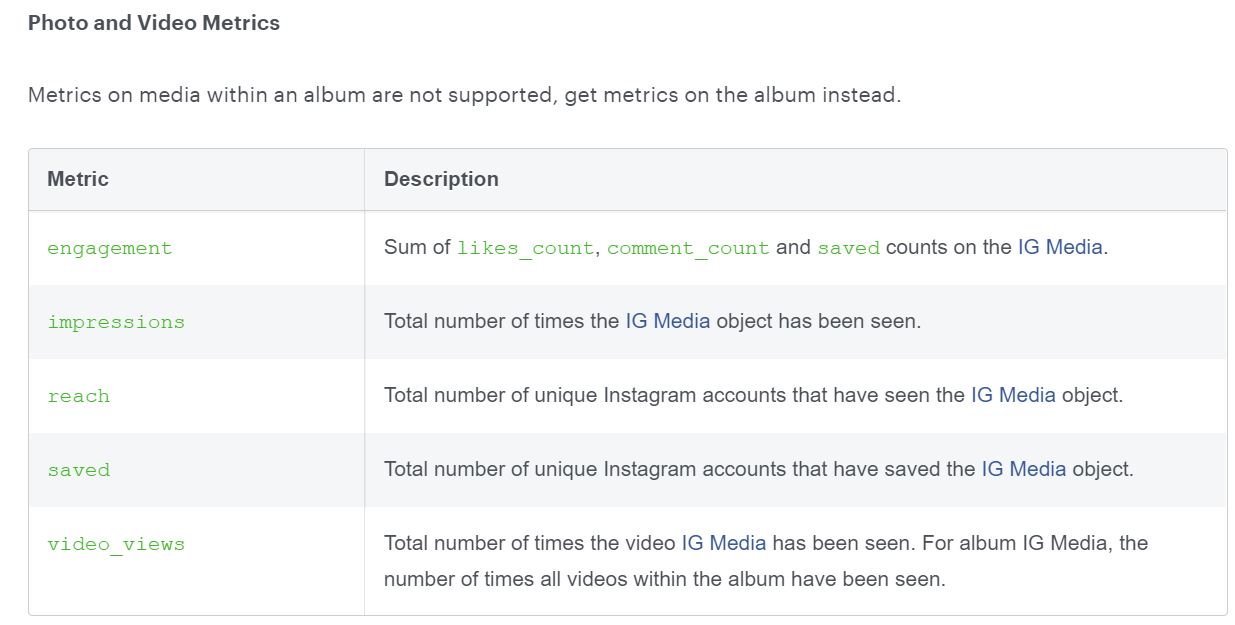 Photo and Video Metrics
Metrics on media within an album are not supported, get metrics on the album instead.
Metric Description
engagement Sum of likes_count, comment_count and saved counts on the IG Media.
impressions Total number of times the IG Media object has been seen.
reach Total number of unique Instagram accounts that have seen the IG Media object.
saved Total number of unique Instagram accounts that have saved the IG Media object.
video_views Total number of times the video IG Media has been seen. For album IG Media, the
number of times all videos within the album have been seen.